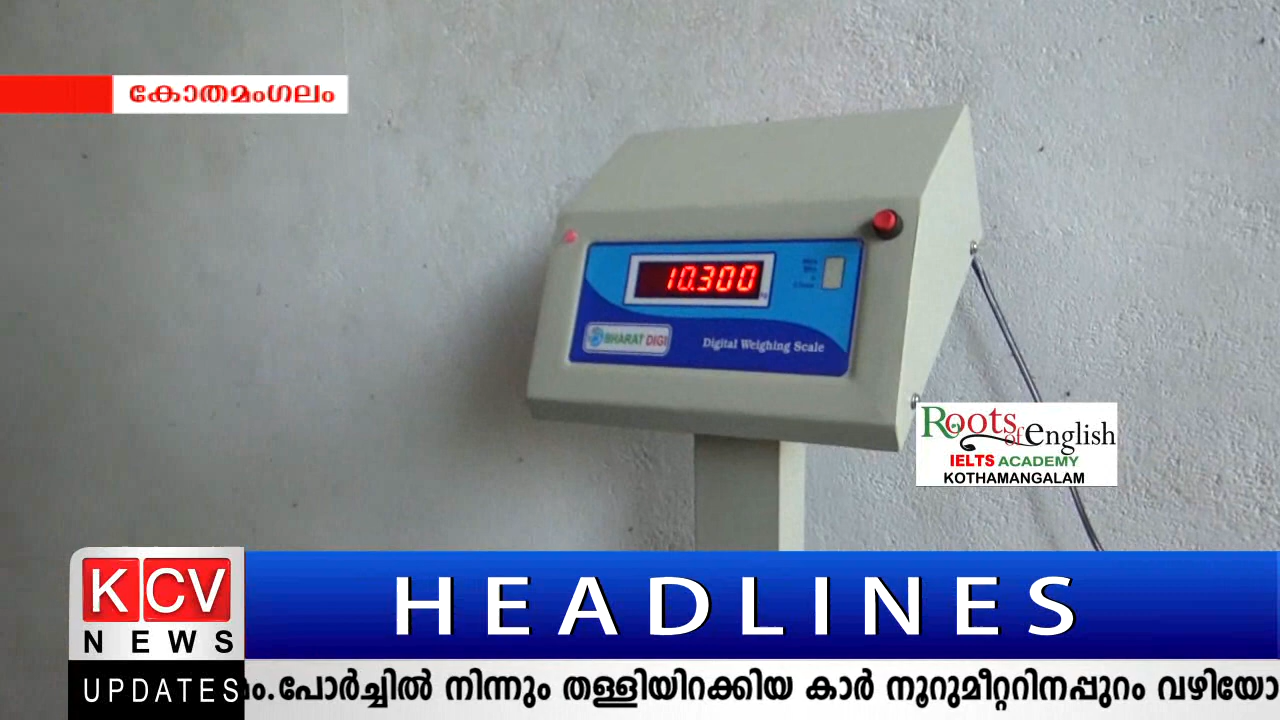 കോതമംഗലം
10.300
kg
BHARAT DIGI
Digital Weighing Scale
Roots of English
IELTS ACADEMY
KOTHAMANGALAM
KCV
NEWS
UPDATES
HEADLINES
പോർച്ചിൽ നിന്നും തള്ളിയിറക്കിയ കാർ നൂറുമീറ്ററിനപ്പുറം വഴിയോ